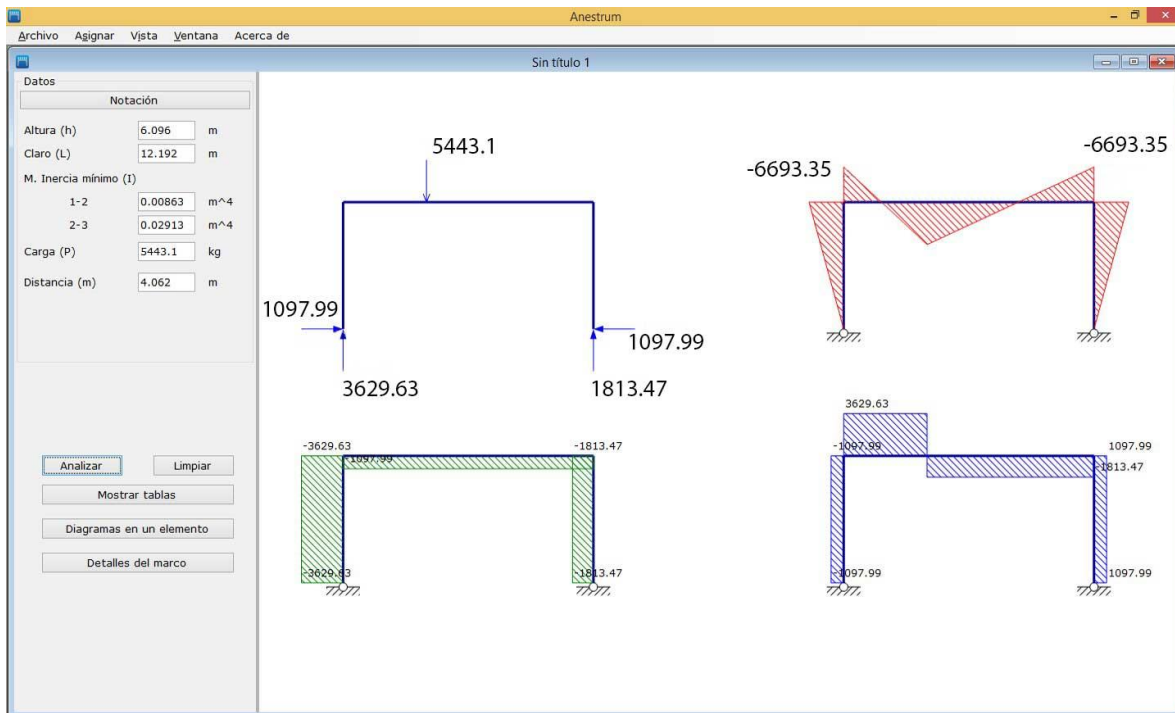 Anestrum
Archivo Asignar Vista Ventana Acerca de
Sin título 1
Datos
Notación
Altura (h) 6.096 m
Claro (L) 12.192 m
M. Inercia mínimo (I)
1-2 0.00863 m^4
2-3 0.02913 m^4
Carga (P) 5443.1 kg
Distancia (m) 4.062 m
Analizar Limpiar
Mostrar tablas
Diagramas en un elemento
Detalles del marco
5443.1
1097.99
1097.99
3629.63
1813.47
-6693.35
-6693.35
-3629.63
-1097.99
-1813.47
-3629.63
-1813.47
3629.63
-1097.99
1097.99
-1813.47
-1097.99
1097.99